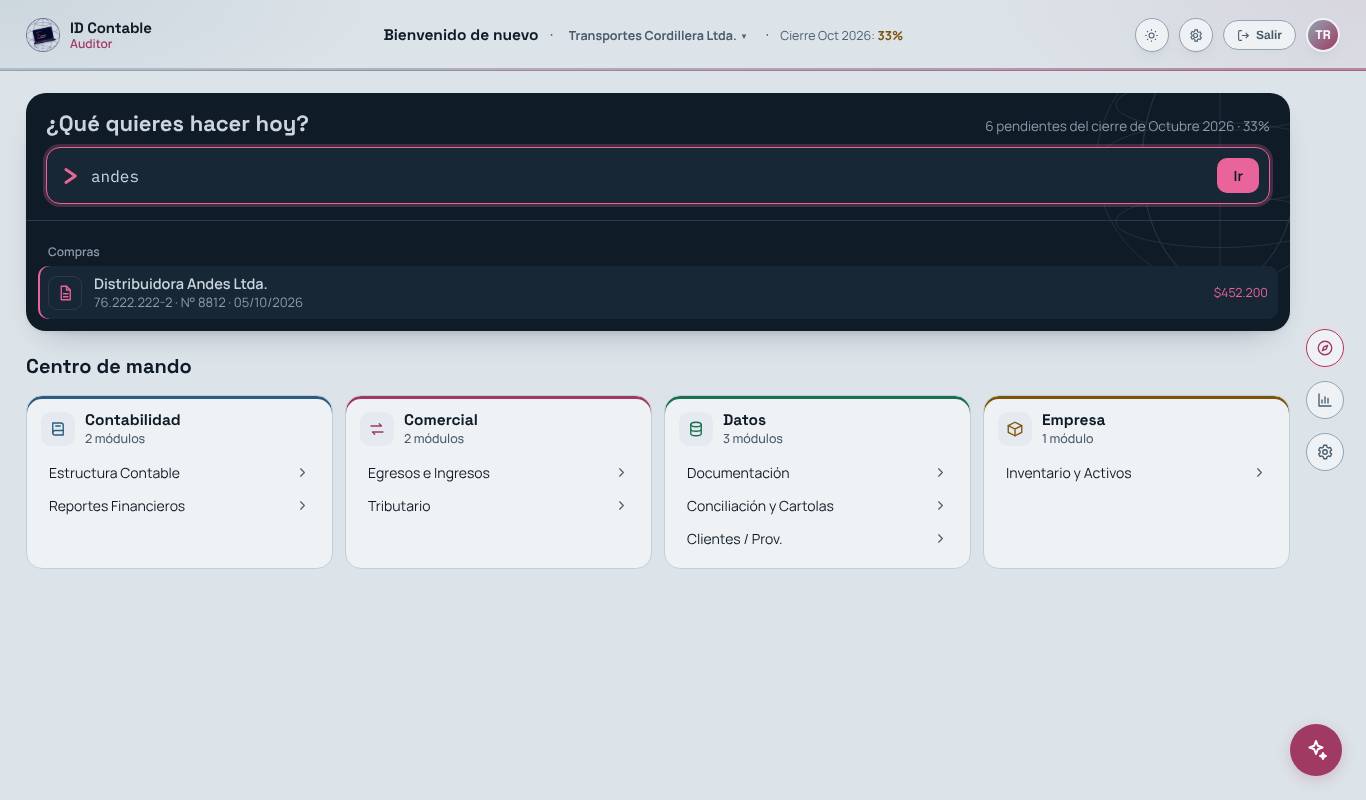 ID Contable
Auditor
Bienvenido de nuevo · Transportes Cordillera Ltda. ▾ · Cierre Oct 2026: 33%
Salir
TR
¿Qué quieres hacer hoy?
6 pendientes del cierre de Octubre 2026 · 33%
andes
Ir
Compras
Distribuidora Andes Ltda.
76.222.222-2 · Nº 8812 · 05/10/2026
$452.200
Centro de mando
Contabilidad
2 módulos
Estructura Contable
Reportes Financieros
Comercial
2 módulos
Egresos e Ingresos
Tributario
Datos
3 módulos
Documentación
Conciliación y Cartolas
Clientes / Prov.
Empresa
1 módulo
Inventario y Activos